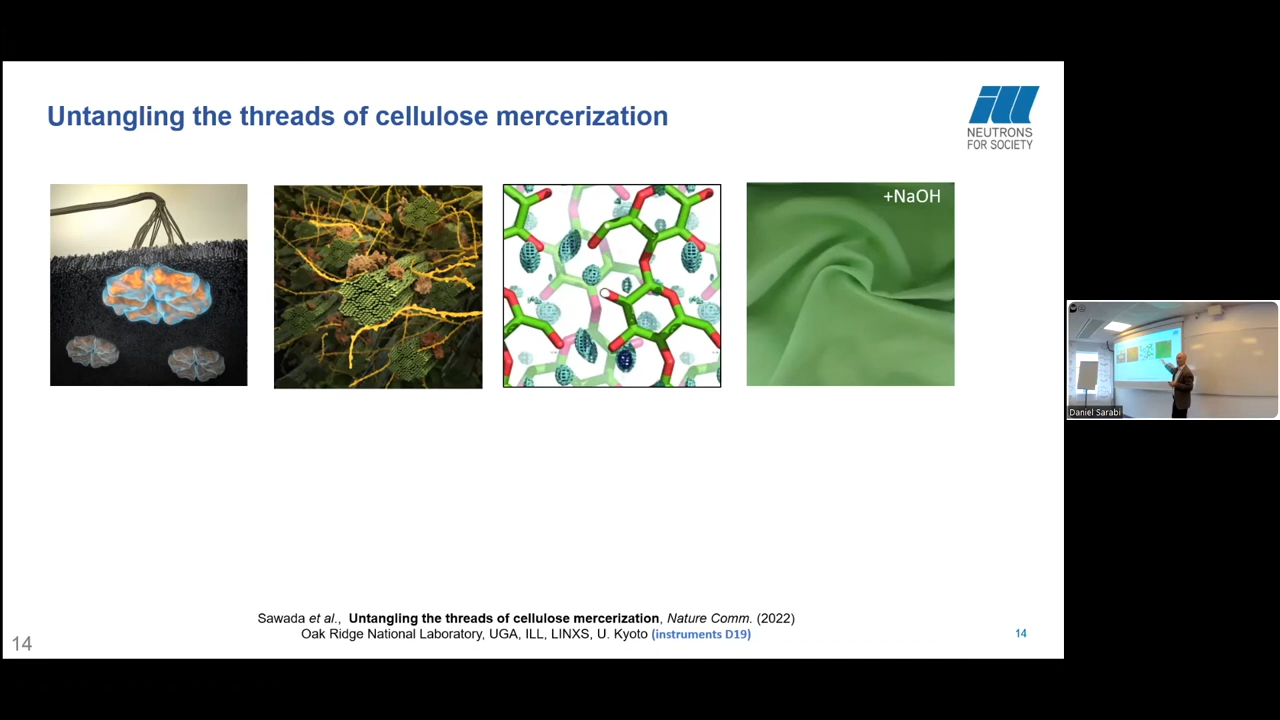 Untangling the threads of cellulose mercerization
ill
NEUTRONS
FOR SOCIETY
+NaOH
Sawada et al., Untangling the threads of cellulose mercerization, Nature Comm. (2022)
Oak Ridge National Laboratory, UGA, ILL, LINXS, U. Kyoto (instruments D19)
14
14
Daniel Sarabi